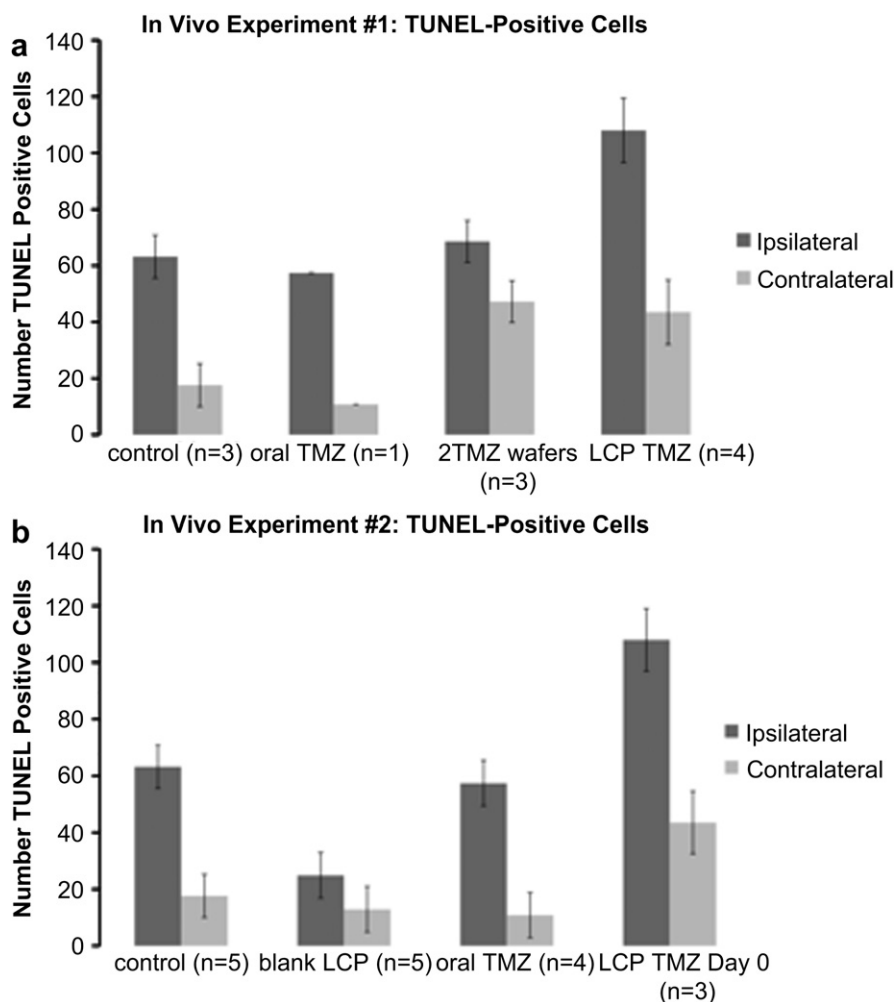 a
In Vivo Experiment #1: TUNEL-Positive Cells
Number TUNEL Positive Cells
140
120
100
80
60
40
20
0
control (n=3) oral TMZ (n=1) 2TMZ wafers LCP TMZ (n=4)
(n=3)
Ipsilateral
Contralateral
b
In Vivo Experiment #2: TUNEL-Positive Cells
Number TUNEL Positive Cells
140
120
100
80
60
40
20
0
control (n=5) blank LCP (n=5) oral TMZ (n=4) LCP TMZ Day 0
(n=3)
Ipsilateral
Contralateral